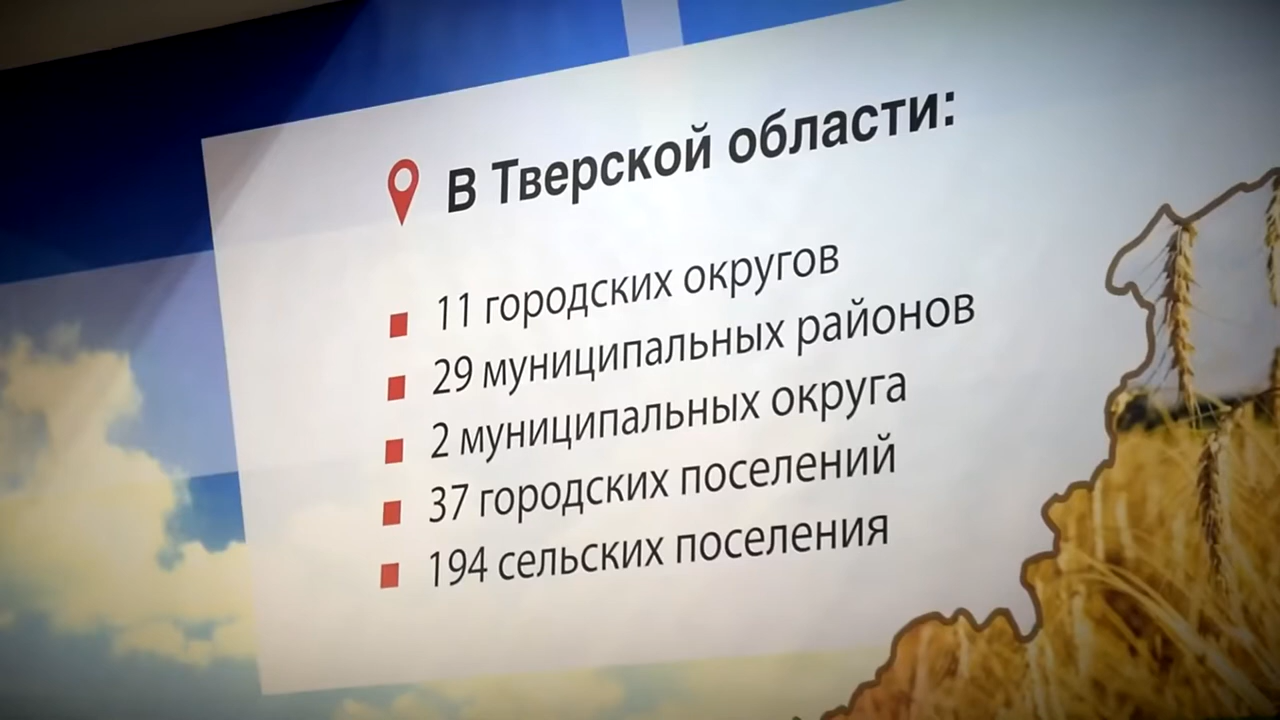 В Тверской области:
11 городских округов
29 муниципальных районов
2 муниципальных округа
37 городских поселений
194 сельских поселения